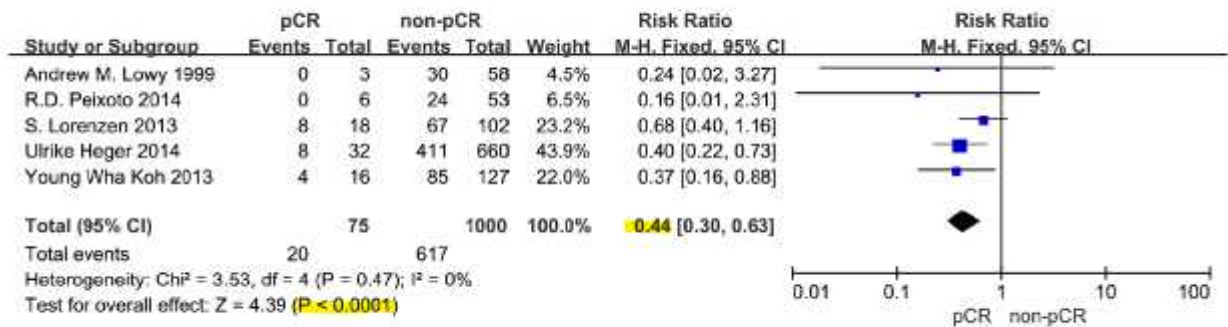 pCR non-pCR Risk Ratio Risk Ratio
Study or Subgroup Events Total Events Total Weight M-H. Fixed. 95% CI M-H. Fixed. 95% CI
Andrew M. Lowy 1999 0 3 30 58 4.5% 0.24 [0.02, 3.27]
R.D. Peixoto 2014 0 6 24 53 6.5% 0.16 [0.01, 2.31]
S. Lorenzen 2013 8 18 67 102 23.2% 0.68 [0.40, 1.16]
Ulrike Heger 2014 8 32 411 660 43.9% 0.40 [0.22, 0.73]
Young Wha Koh 2013 4 16 85 127 22.0% 0.37 [0.16, 0.88]
Total (95% CI) 75 1000 100.0% 0.44 [0.30, 0.63]
Total events 20 617
Heterogeneity: Chi² = 3.53, df = 4 (P = 0.47); I² = 0%
Test for overall effect: Z = 4.39 (P < 0.0001)
0.01 0.1 1 10 100
pCR non-pCR